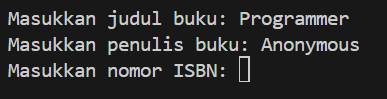 Masukkan judul buku: Programmer
Masukkan penulis buku: Anonymous
Masukkan nomor ISBN: